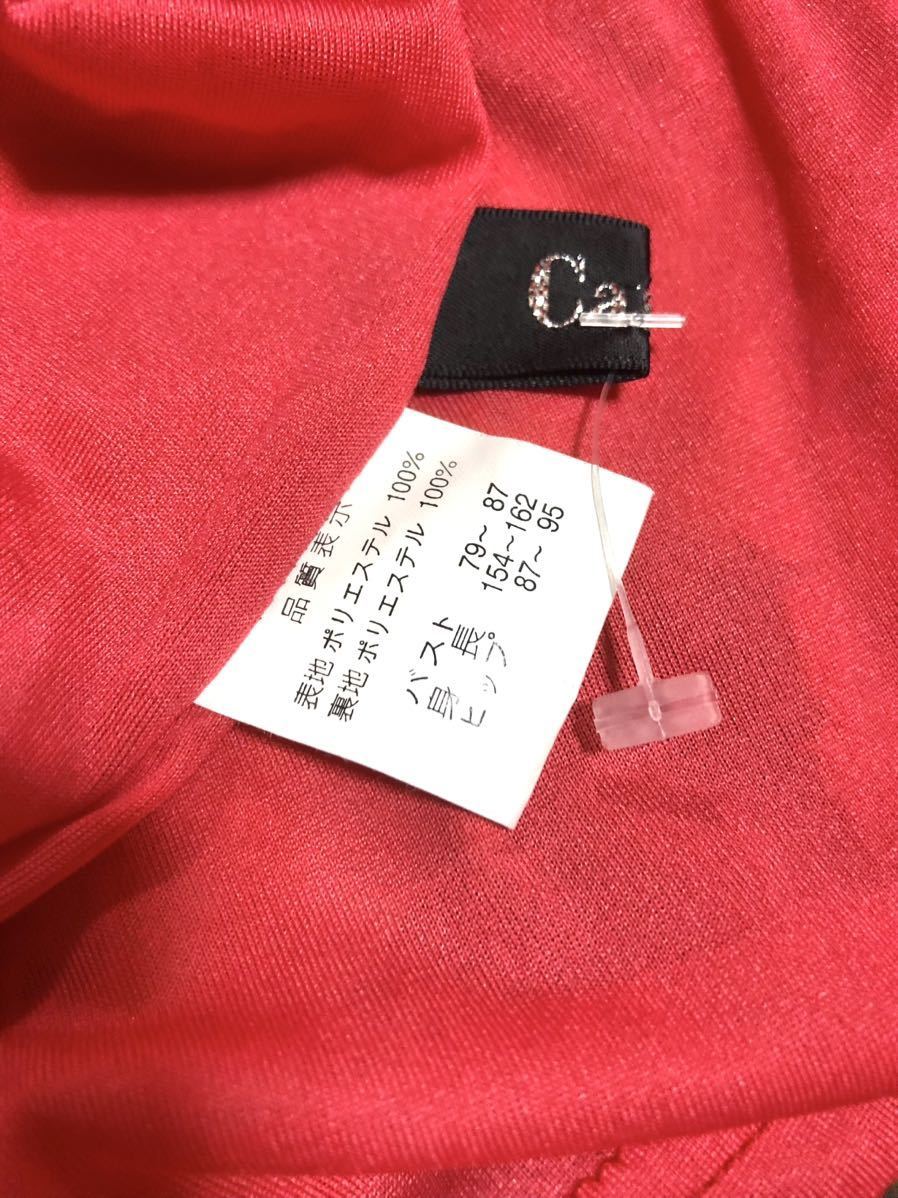 Ca
品質表示
表地 ポリエステル 100%
裏地 ポリエステル 100%
バスト 79~ 87
身長 154~162
ヒップ 87~ 95